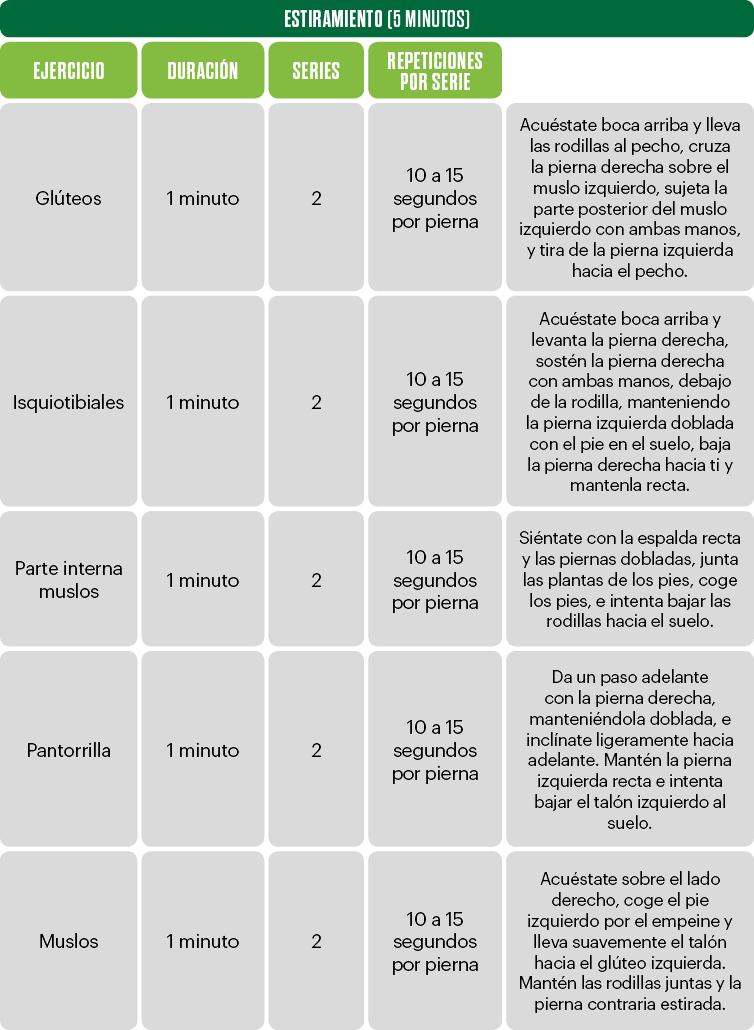 ESTIRAMIENTO (5 MINUTOS)
EJERCICIO
DURACIÓN
SERIES
REPETICIONES
POR SERIE
Glúteos
1 minuto
2
10 a 15
segundos
por pierna
Acuéstate boca arriba y lleva
las rodillas al pecho, cruza
la pierna derecha sobre el
muslo izquierdo, sujeta la
parte posterior del muslo
izquierdo con ambas manos,
y tira de la pierna izquierda
hacia el pecho.
Isquiotibiales
1 minuto
2
10 a 15
segundos
por pierna
Acuéstate boca arriba y
levanta la pierna derecha,
sostén la pierna derecha
con ambas manos, debajo
de la rodilla, manteniendo
la pierna izquierda doblada
con el pie en el suelo, baja
la pierna derecha hacia ti y
mantenla recta.
Parte interna
muslos
1 minuto
2
10 a 15
segundos
por pierna
Siéntate con la espalda recta
y las piernas dobladas, junta
las plantas de los pies, coge
los pies, e intenta bajar las
rodillas hacia el suelo.
Pantorrilla
1 minuto
2
10 a 15
segundos
por pierna
Da un paso adelante
con la pierna derecha,
manteniéndola doblada, e
inclínate ligeramente hacia
adelante. Mantén la pierna
izquierda recta e intenta
bajar el talón izquierdo al
suelo.
Muslos
1 minuto
2
10 a 15
segundos
por pierna
Acuéstate sobre el lado
derecho, coge el pie
izquierdo por el empeine y
lleva suavemente el talón
hacia el glúteo izquierda.
Mantén las rodillas juntas y la
pierna contraria estirada.